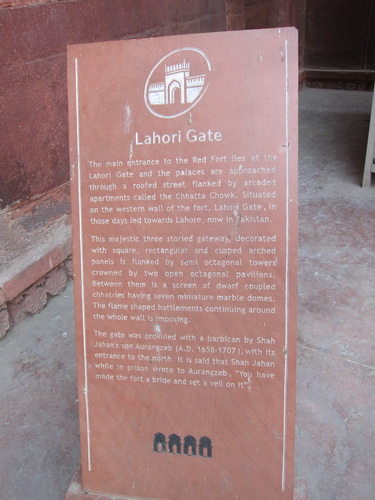 Lahori Gate
The main entrance to the Red Fort lies at the
Lahori Gate and the palaces are approached
through a roofed street flanked by arcaded
apartments called the Chhatta Chowk. Situated
on the western wall of the fort, Lahori Gate, in
those days led towards Lahore, now in Pakistan.
This majestic three storied gateway, decorated
with square, rectangular and cusped arched
panels is flanked by semi octagonal towers
crowned by two open octagonal pavilions.
Between them is a screen of dwarf coupled
chhatries having seven miniature marble domes.
The flame shaped battlements continuing around
the whole wall is imposing.
The gate was provided with a barbican by Shah
Jahan's son Aurangzeb (A.D. 1658-1707), with its
entrance to the north. It is said that Shah Jahan
while in prison wrote to Aurangzeb, "You have
made the fort a bride and set a veil on it".